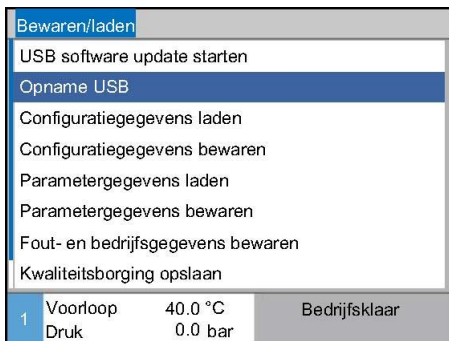 Bewaren/laden
USB software update starten
Opname USB
Configuratiegegevens laden
Configuratiegegevens bewaren
Parametergegevens laden
Parametergegevens bewaren
Fout- en bedrijfsgegevens bewaren
Kwaliteitsborging opslaan
1 Voorloop 40.0 °C Bedrijfsklaar
Druk 0.0 bar